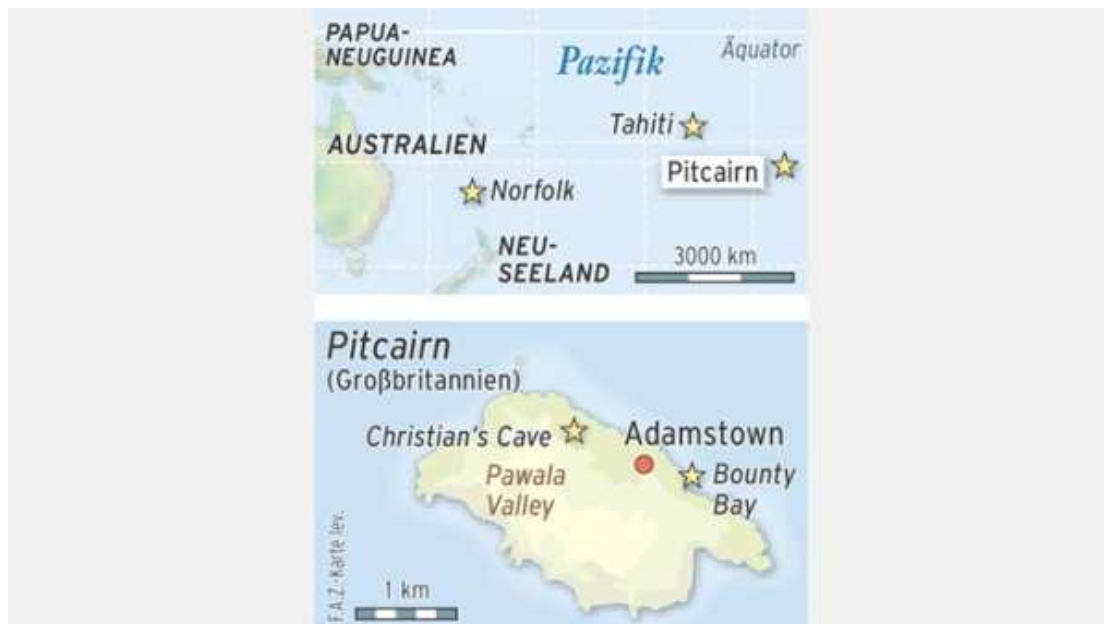 PAPUA-
NEUGUINEA
Pazifik
Äquator
Tahiti
AUSTRALIEN
Pitcairn
Norfolk
NEU-
SEELAND
3000 km
Pitcairn
(Großbritannien)
Christian's Cave
Adamstown
Pawala
Valley
Bounty
Bay
1 km
F.A.Z.-Karte lev.